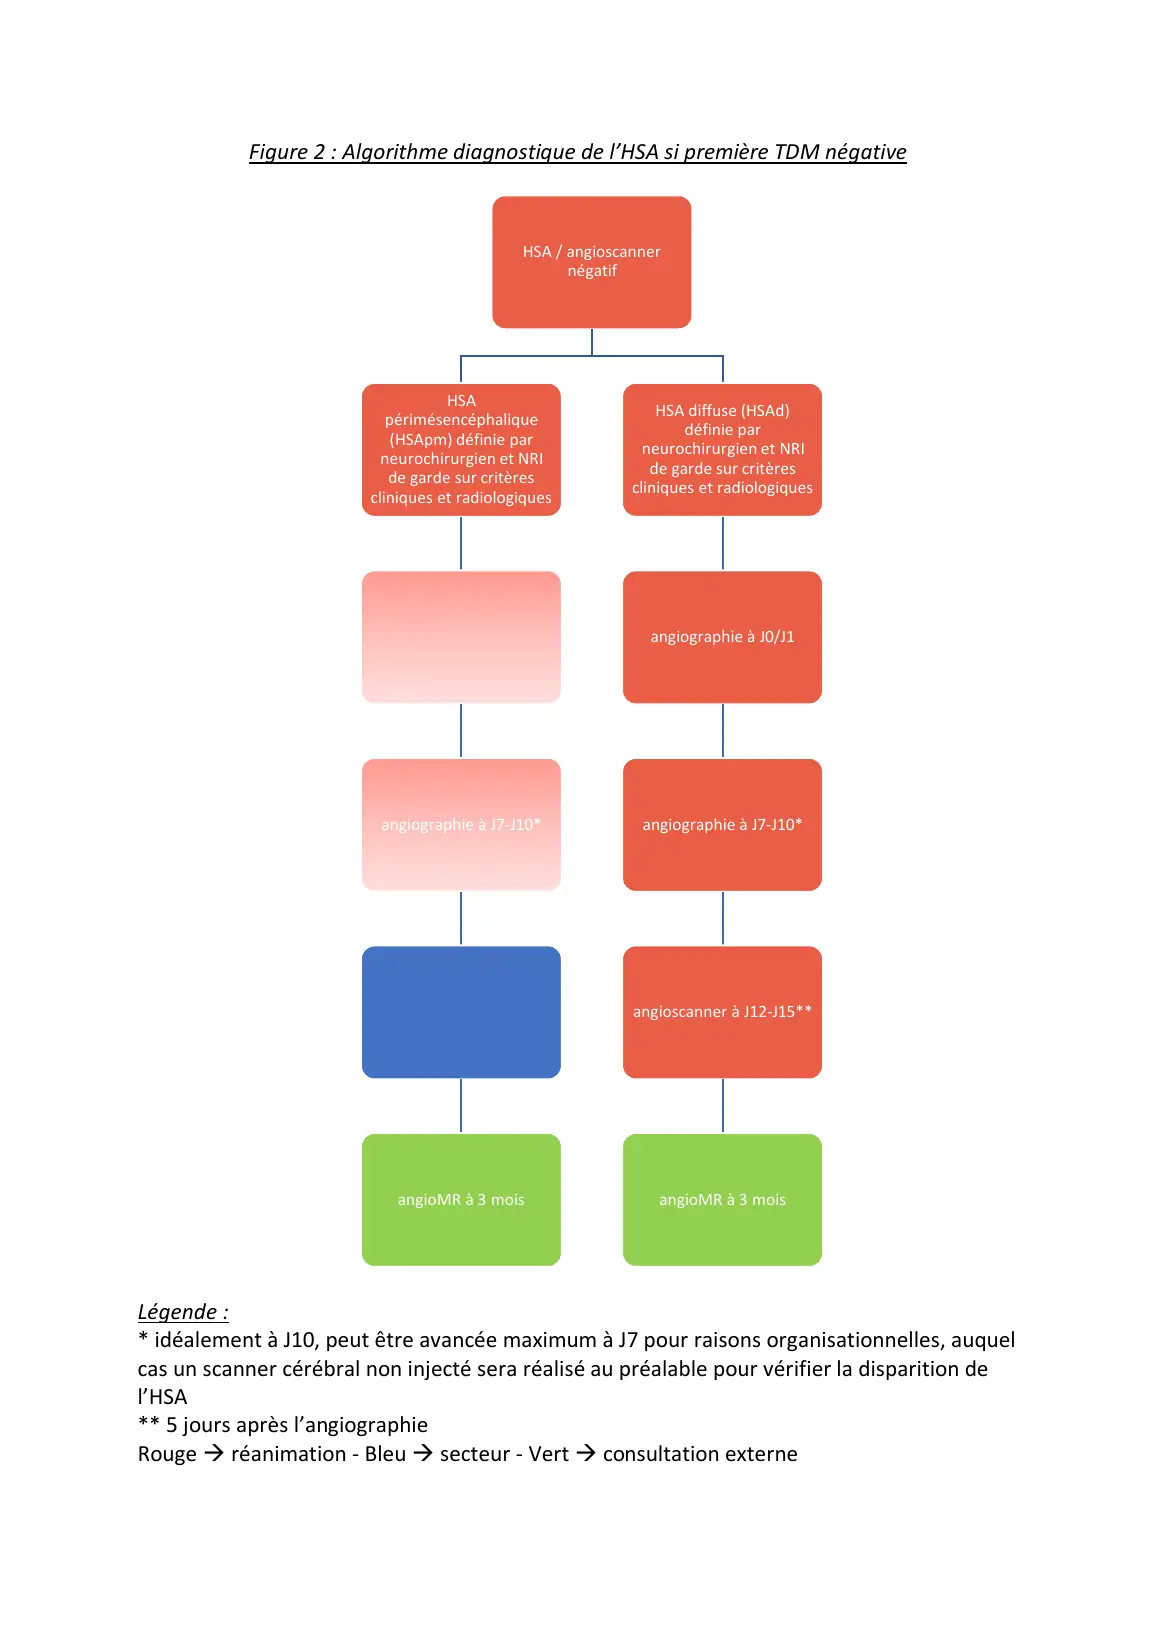 Figure 2 : Algorithme diagnostique de l’HSA si première TDM négative
HSA / angioscanner
négatif
HSA
périmésencéphalique
(HSApm) définie par
neurochirurgien et NRI
de garde sur critères
cliniques et radiologiques
HSA diffuse (HSAd)
définie par
neurochirurgien et NRI
de garde sur critères
cliniques et radiologiques
angiographie à J0/J1
angiographie à J7-J10*
angiographie à J7-J10*
angioscanner à J12-J15**
angioMR à 3 mois
angioMR à 3 mois
Légende :
* idéalement à J10, peut être avancée maximum à J7 pour raisons organisationnelles, auquel
cas un scanner cérébral non injecté sera réalisé au préalable pour vérifier la disparition de
l’HSA
** 5 jours après l’angiographie
Rouge → réanimation - Bleu → secteur - Vert → consultation externe